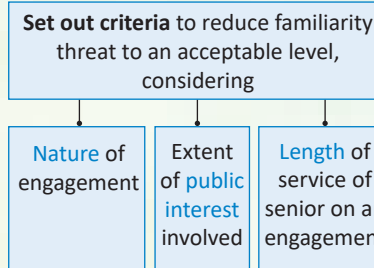 Set out criteria to reduce familiarity
threat to an acceptable level,
considering
Nature of
engagement
Extent
of public
interest
involved
Length of
service of
senior on a
engagemen